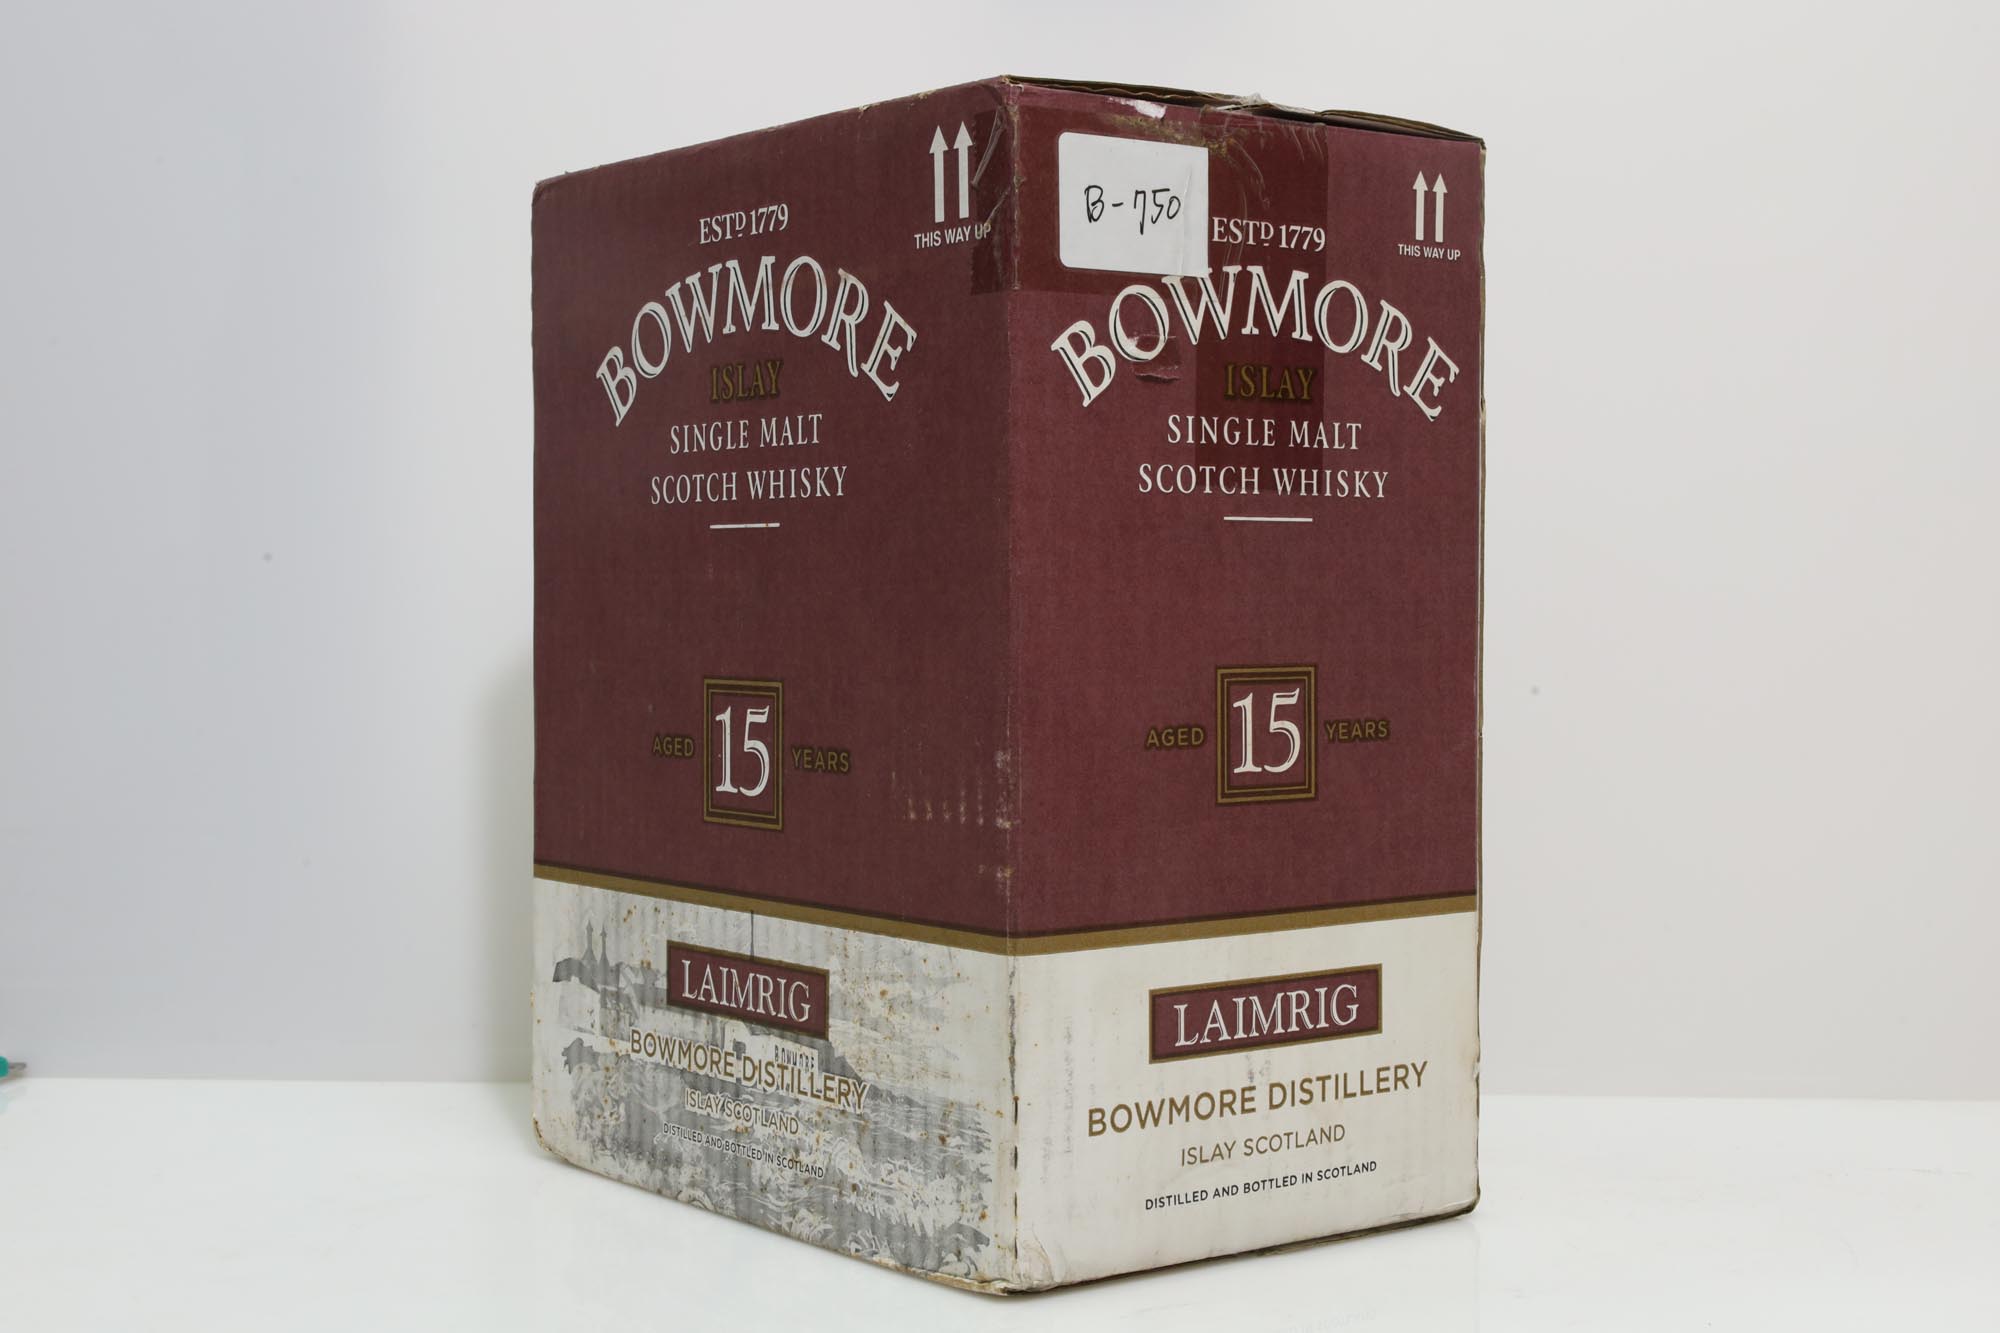 ESTD 1779
BOWMORE
ISLAY
SINGLE MALT
SCOTCH WHISKY
THIS WAY UP
AGED 15 YEARS
LAIMRIG
BOWMORE
BOWMORE DISTILLERY
ISLAY SCOTLAND
DISTILLED AND BOTTLED IN SCOTLAND
B-750
ESTD 1779
THIS WAY UP
BOWMORE
ISLAY
SINGLE MALT
SCOTCH WHISKY
AGED 15 YEARS
LAIMRIG
BOWMORE DISTILLERY
ISLAY SCOTLAND
DISTILLED AND BOTTLED IN SCOTLAND